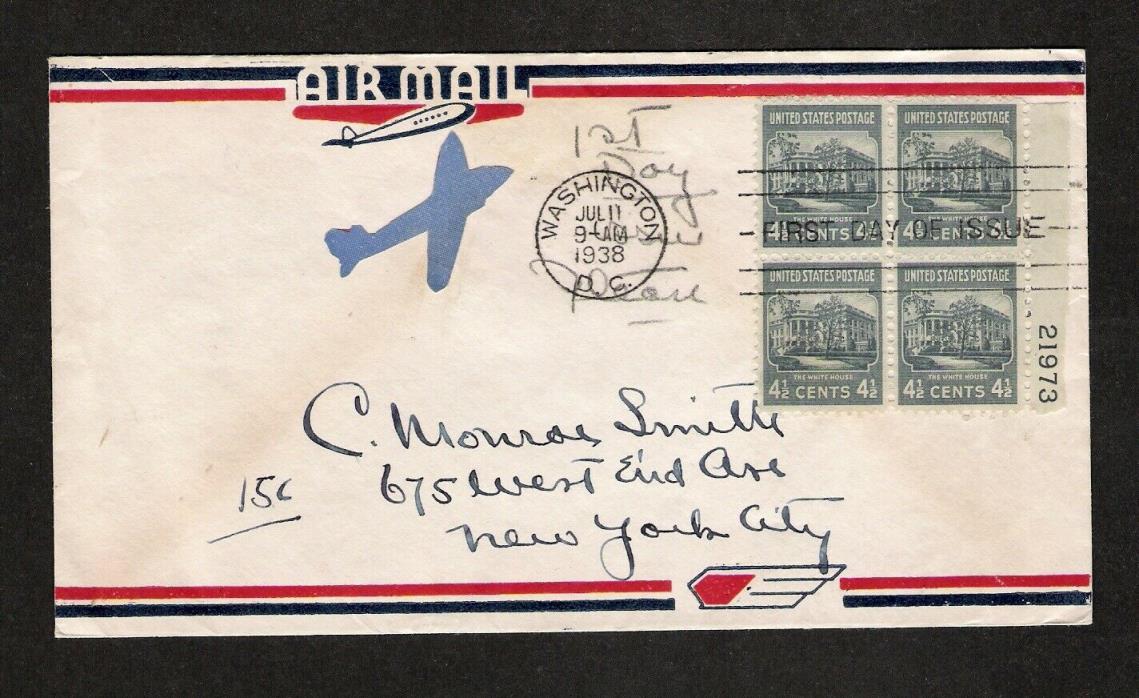 AIR MAIL
1st
Day
WASHINGTON
JUL 11
9-AM
1938
D.C.
UNITED STATES POSTAGE
THE WHITE HOUSE
4½ CENTS 4½
UNITED STATES POSTAGE
THE WHITE HOUSE
4½ CENTS 4½
FIRST DAY OF ISSUE
UNITED STATES POSTAGE
THE WHITE HOUSE
4½ CENTS 4½
UNITED STATES POSTAGE
THE WHITE HOUSE
4½ CENTS 4½
21973
C. Monroe Smith
675 West End Ave
New York City
15¢